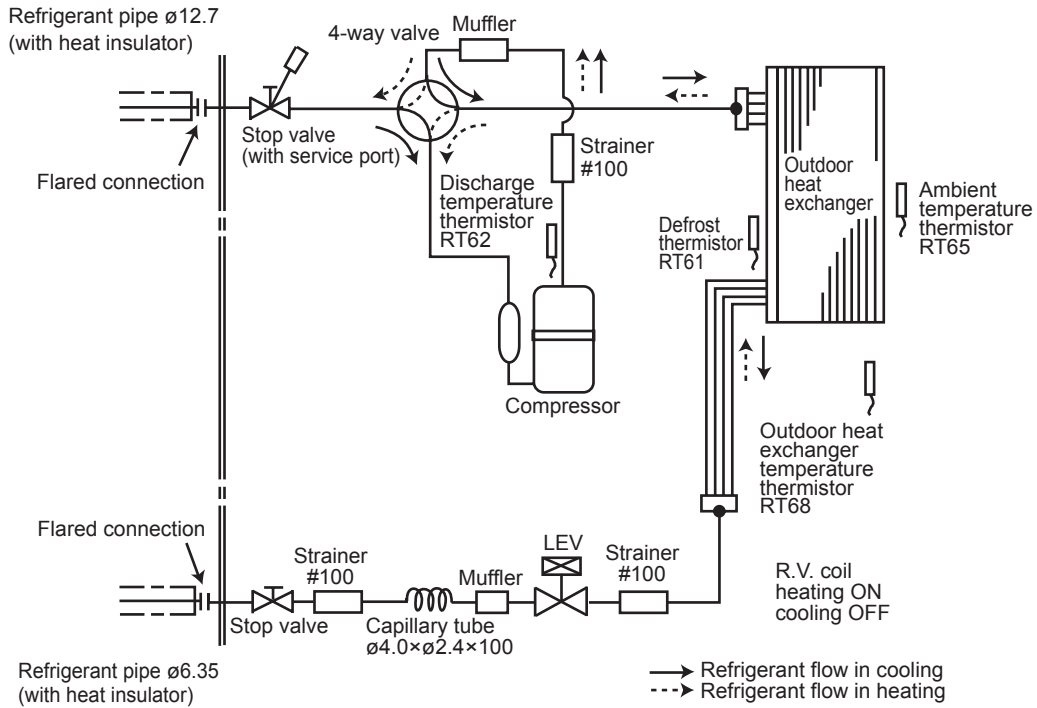 Refrigerant pipe ø12.7
(with heat insulator)
4-way valve
Muffler
Stop valve
(with service port)
Flared connection
Strainer
#100
Discharge
temperature
thermistor
RT62
Outdoor
heat
exchanger
Ambient
temperature
thermistor
RT65
Defrost
thermistor
RT61
Compressor
Outdoor heat
exchanger
temperature
thermistor
RT68
Flared connection
Strainer
#100
Muffler
LEV
Strainer
#100
R.V. coil
heating ON
cooling OFF
Stop valve
Capillary tube
ø4.0×ø2.4×100
Refrigerant pipe ø6.35
(with heat insulator)
Refrigerant flow in cooling
Refrigerant flow in heating